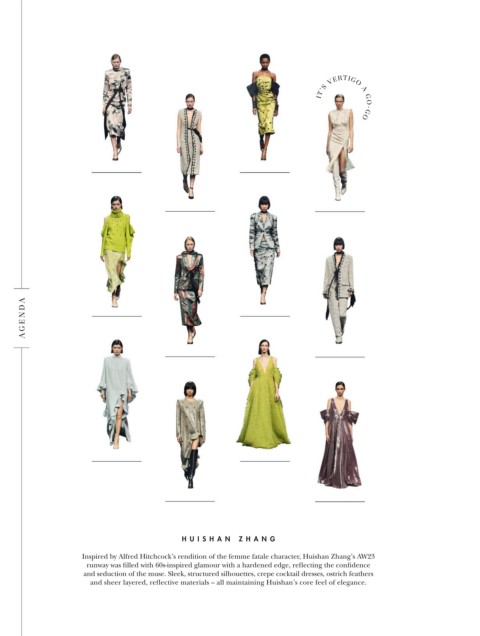 IT'S VERTIGO A GO-GO
AGENDA
HUISHAN ZHANG
Inspired by Alfred Hitchcock's rendition of the femme fatale character, Huishan Zhang's AW23
runway was filled with 60s-inspired glamour with a hardened edge, reflecting the confidence
and seduction of the muse. Sleek, structured silhouettes, crepe cocktail dresses, ostrich feathers
and sheer layered, reflective materials – all maintaining Huishan's core feel of elegance.